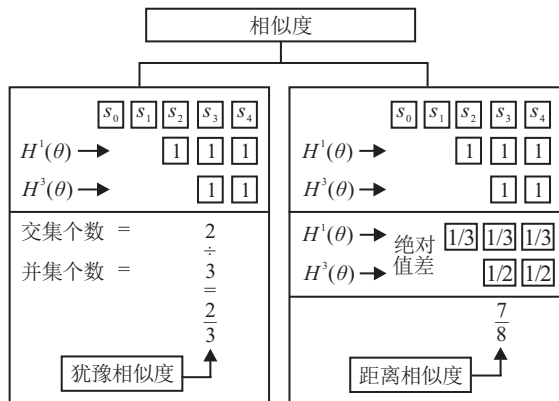 相似度
s₀ s₁ s₂ s₃ s₄
H¹(θ) → 1 1 1
H³(θ) → 1 1
交集个数 = 2
÷
并集个数 = 3
=
2/3
犹豫相似度
s₀ s₁ s₂ s₃ s₄
H¹(θ) → 1 1 1
H³(θ) → 1 1
H¹(θ) → 绝对 1/3 1/3 1/3
H³(θ) → 值差 1/2 1/2
7/8
距离相似度